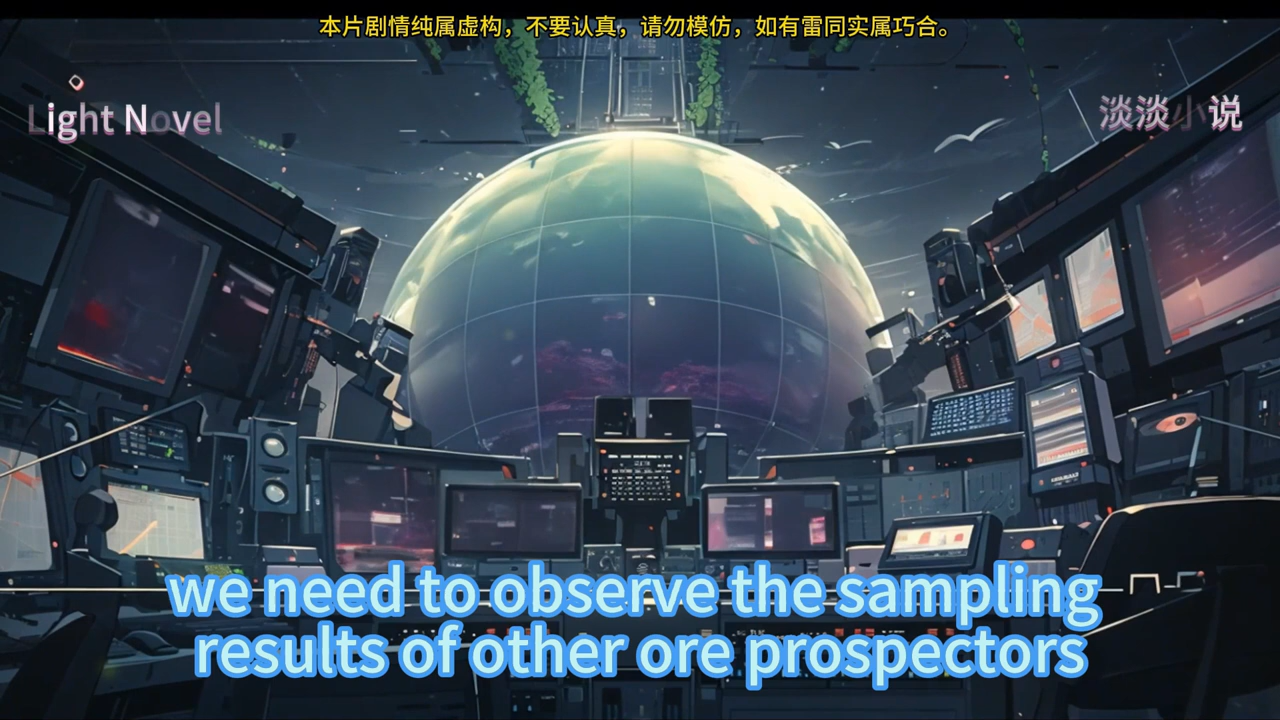 本片剧情纯属虚构，不要认真，请勿模仿，如有雷同实属巧合。
Light Novel
淡淡小说
we need to observe the sampling
results of other ore prospectors